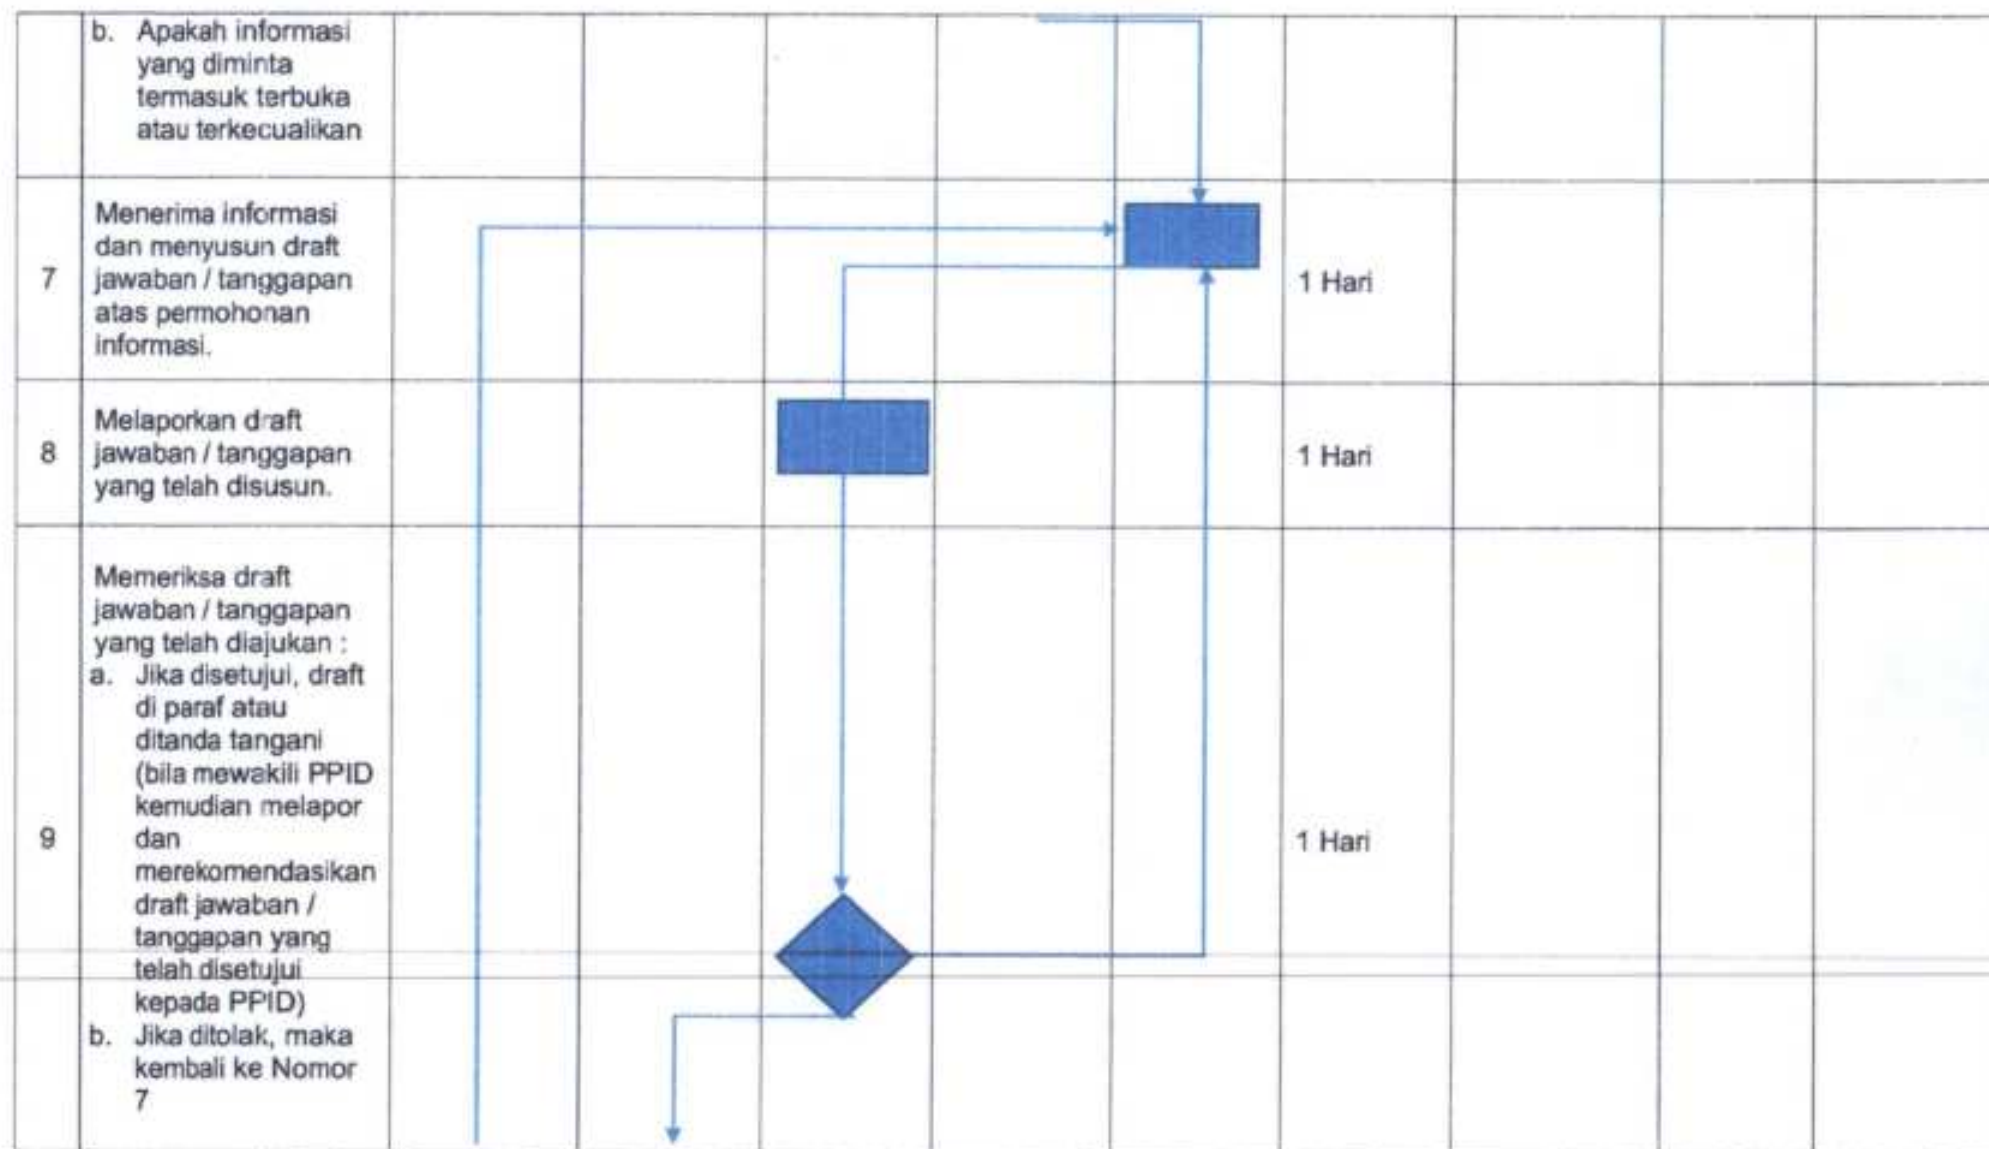 b. Apakah informasi
yang diminta
termasuk terbuka
atau terkecualikan
7
Menerima informasi
dan menyusun draft
jawaban / tanggapan
atas permohonan
informasi.
1 Hari
8
Melaporkan draft
jawaban / tanggapan
yang telah disusun.
1 Hari
9
Memeriksa draft
jawaban / tanggapan
yang telah diajukan :
a. Jika disetujui, draft
di paraf atau
ditanda tangani
(bila mewakili PPID
kemudian melapor
dan
merekomendasikan
draft jawaban /
tanggapan yang
telah disetujui
kepada PPID)
b. Jika ditolak, maka
kembali ke Nomor
7
1 Hari